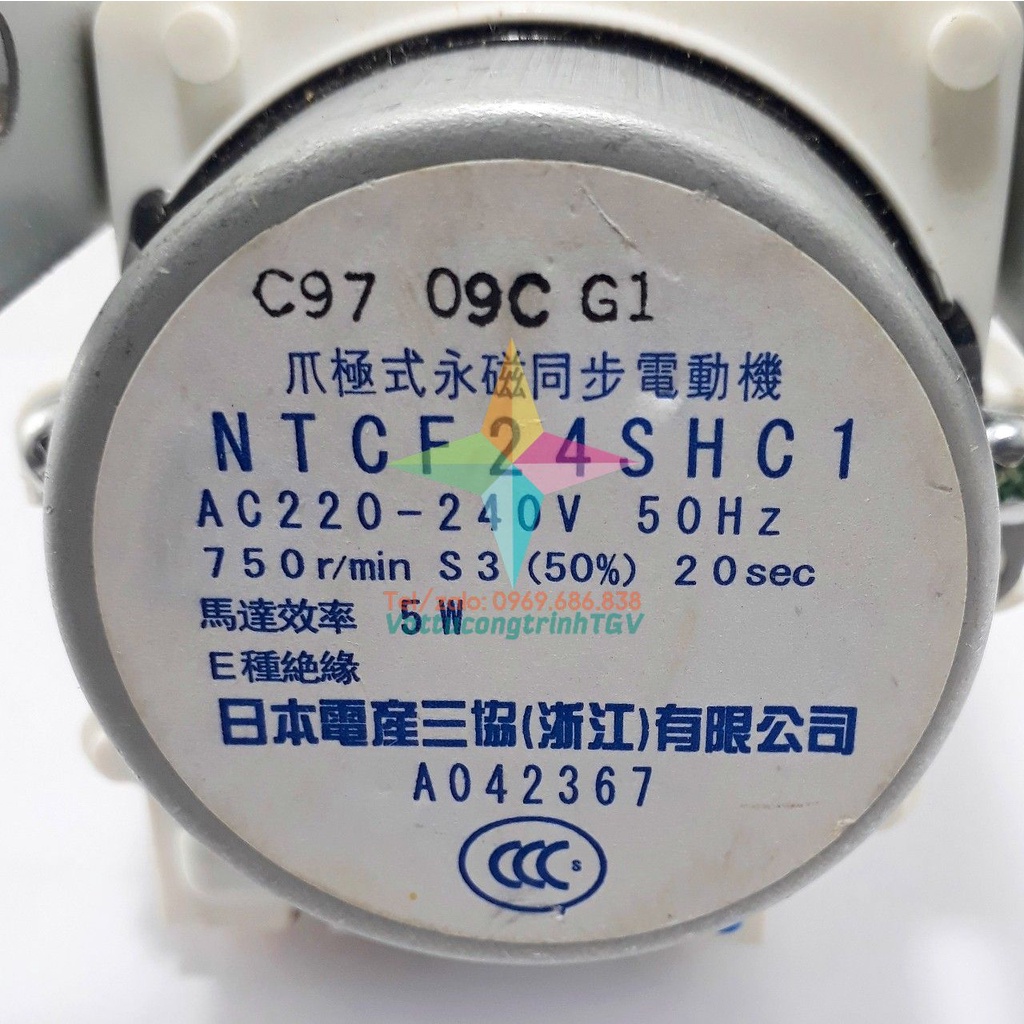 C97 09C G1
爪極式永磁同步電動機
NTCF24SHC1
AC220-240V 50Hz
750r/min S3(50%) 20sec
Tel/zalo: 0969.686.838
馬達效率 5W
VattucongtrinhTGV
E種絶緣
日本電産三協(浙江)有限公司
A042367
CCC S